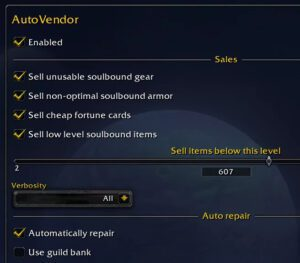 AutoVendor
Enabled
Sales
Sell unusable soulbound gear
Sell non-optimal soulbound armor
Sell cheap fortune cards
Sell low level soulbound items
Sell items below this level
2
607
Verbosity
All
Auto repair
Automatically repair
Use guild bank